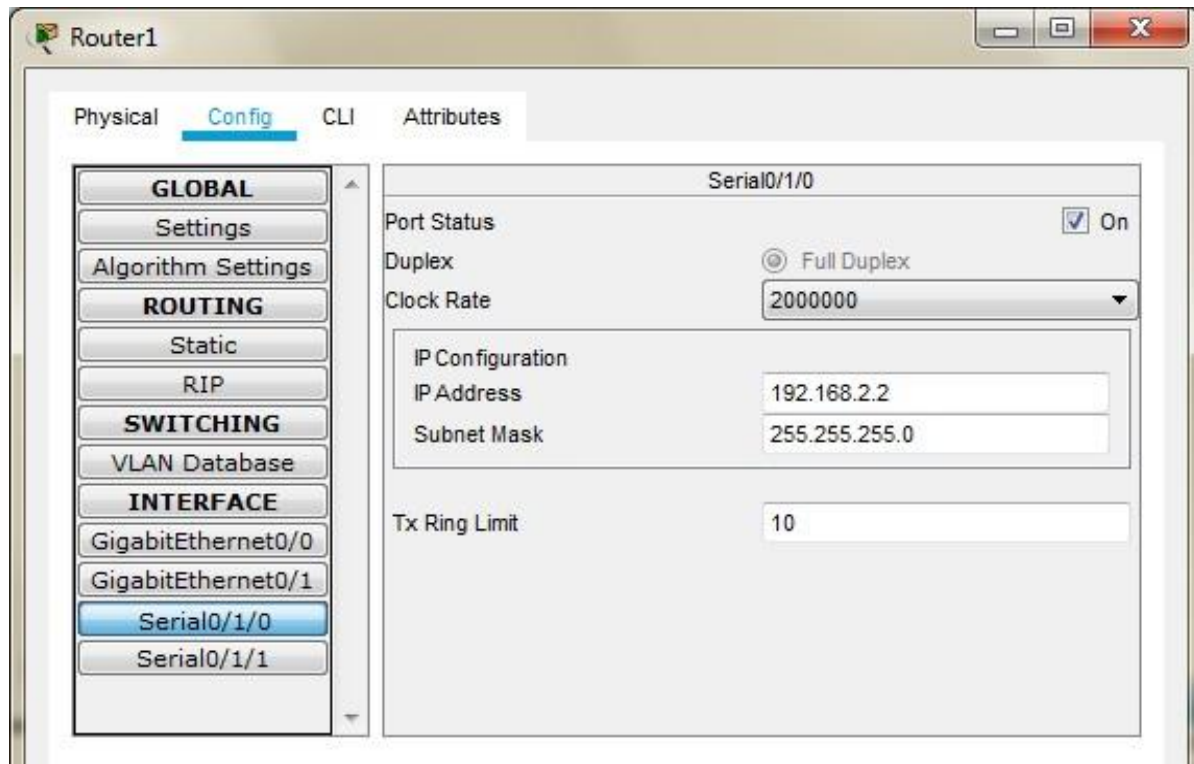 Router1
Physical Config CLI Attributes
GLOBAL
Settings
Algorithm Settings
ROUTING
Static
RIP
SWITCHING
VLAN Database
INTERFACE
GigabitEthernet0/0
GigabitEthernet0/1
Serial0/1/0
Serial0/1/1
Serial0/1/0
Port Status On
Duplex Full Duplex
Clock Rate 2000000
IP Configuration
IP Address 192.168.2.2
Subnet Mask 255.255.255.0
Tx Ring Limit 10